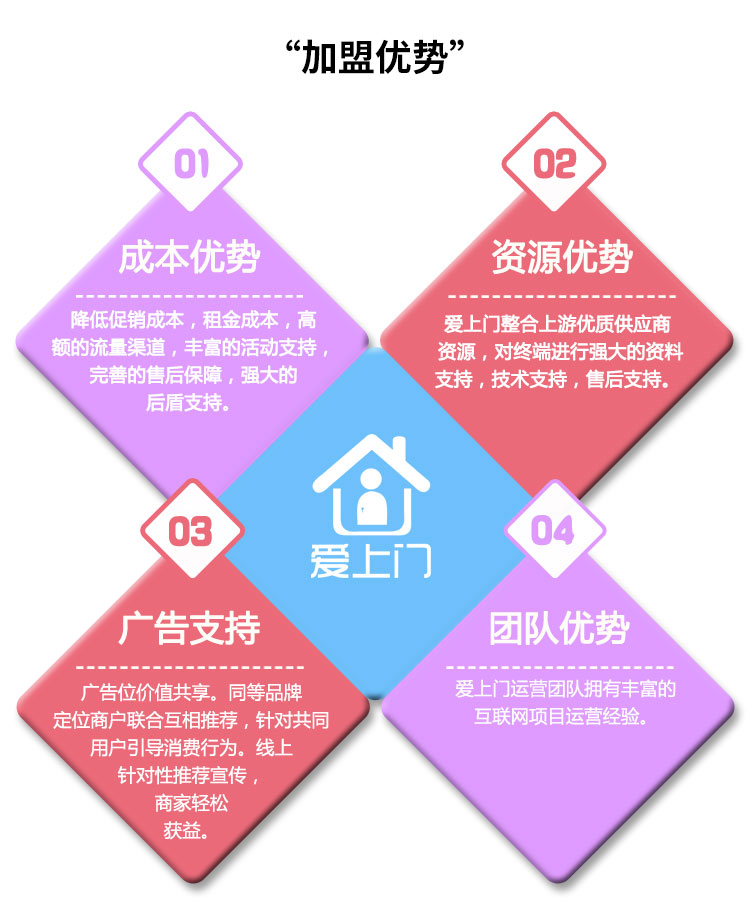 “加盟优势”
01
成本优势
降低促销成本，租金成本，高
额的流量渠道，丰富的活动支持，
完善的售后保障，强大的
后盾支持。
02
资源优势
爱上门整合上游优质供应商
资源，对终端进行强大的资料
支持，技术支持，售后支持。
爱上门
03
广告支持
广告位价值共享。同等品牌
定位商户联合互相推荐，针对共同
用户引导消费行为。线上
针对性推荐宣传，
商家轻松
获益。
04
团队优势
爱上门运营团队拥有丰富的
互联网项目运营经验。